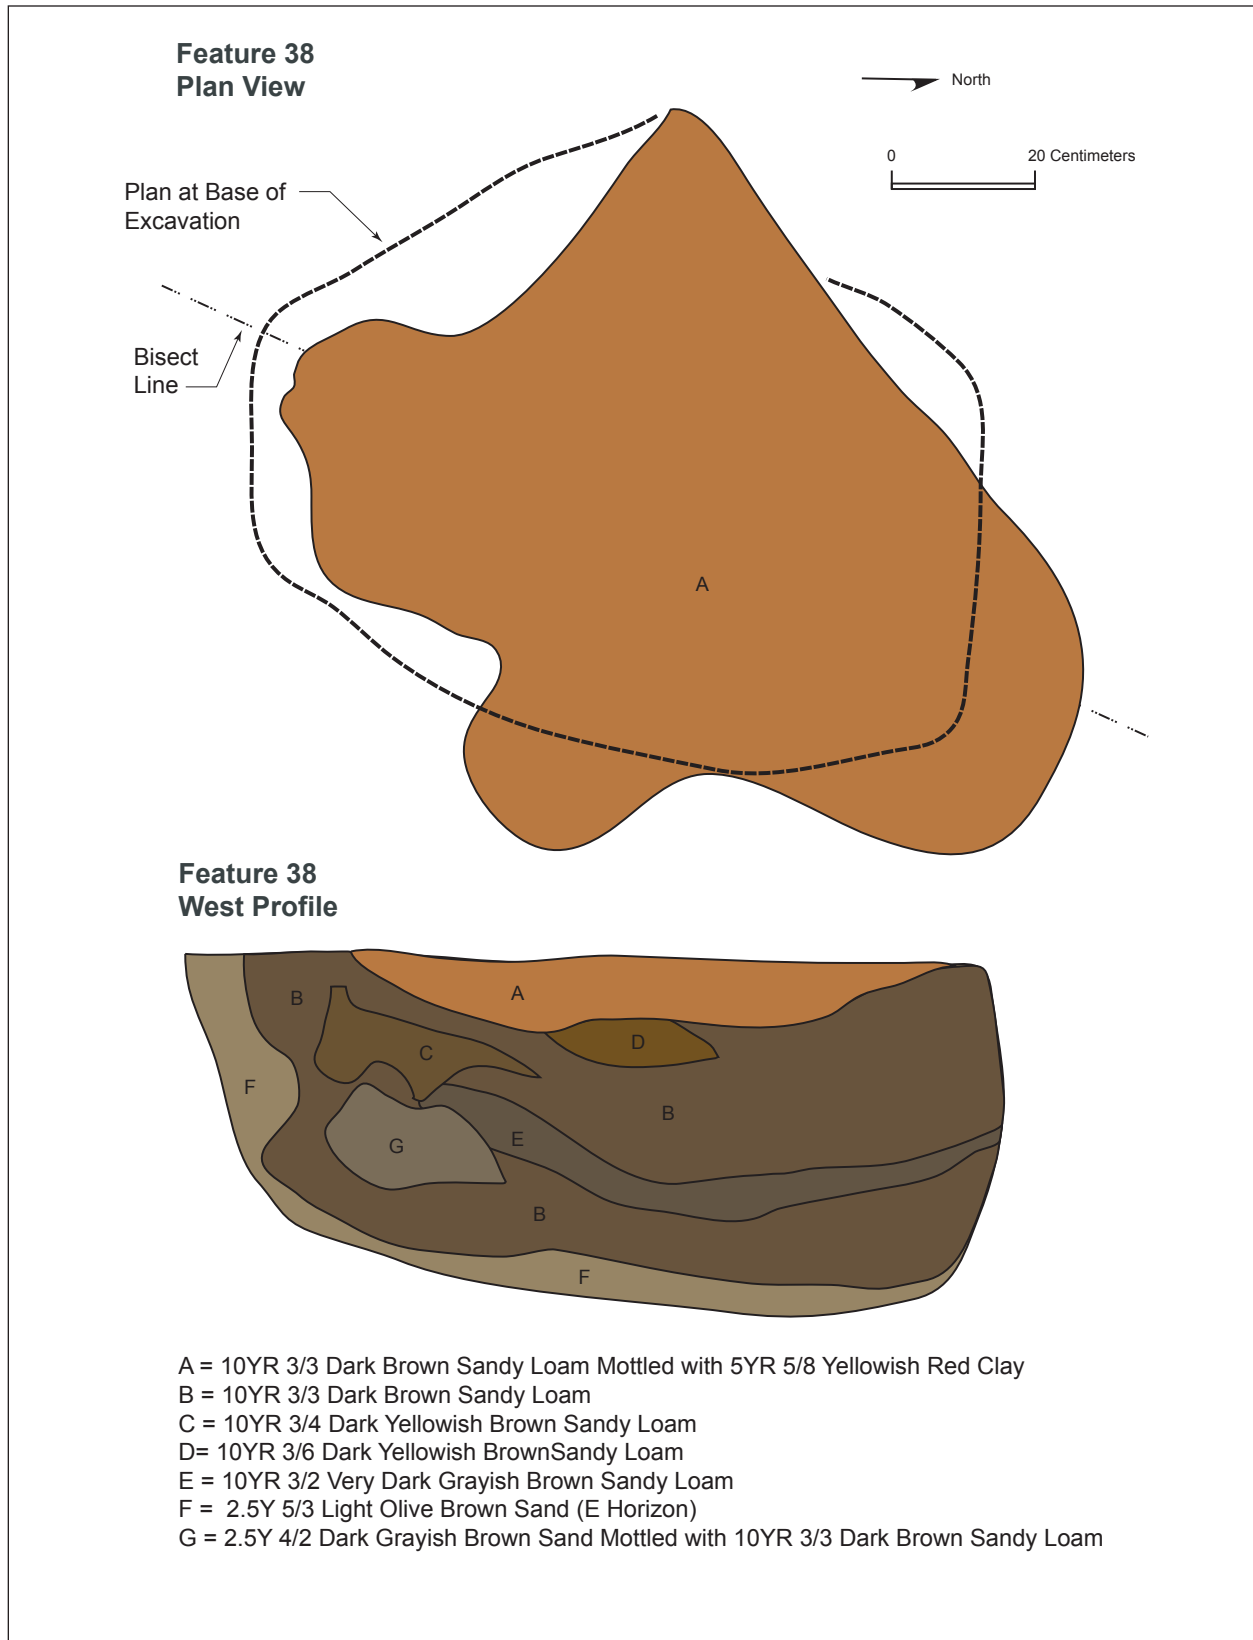 Feature 38
Plan View
North
0 20 Centimeters
Plan at Base of
Excavation
Bisect
Line
A
Feature 38
West Profile
B
A
C
D
F
B
E
G
B
F
A = 10YR 3/3 Dark Brown Sandy Loam Mottled with 5YR 5/8 Yellowish Red Clay
B = 10YR 3/3 Dark Brown Sandy Loam
C = 10YR 3/4 Dark Yellowish Brown Sandy Loam
D= 10YR 3/6 Dark Yellowish BrownSandy Loam
E = 10YR 3/2 Very Dark Grayish Brown Sandy Loam
F =  2.5Y 5/3 Light Olive Brown Sand (E Horizon)
G = 2.5Y 4/2 Dark Grayish Brown Sand Mottled with 10YR 3/3 Dark Brown Sandy Loam